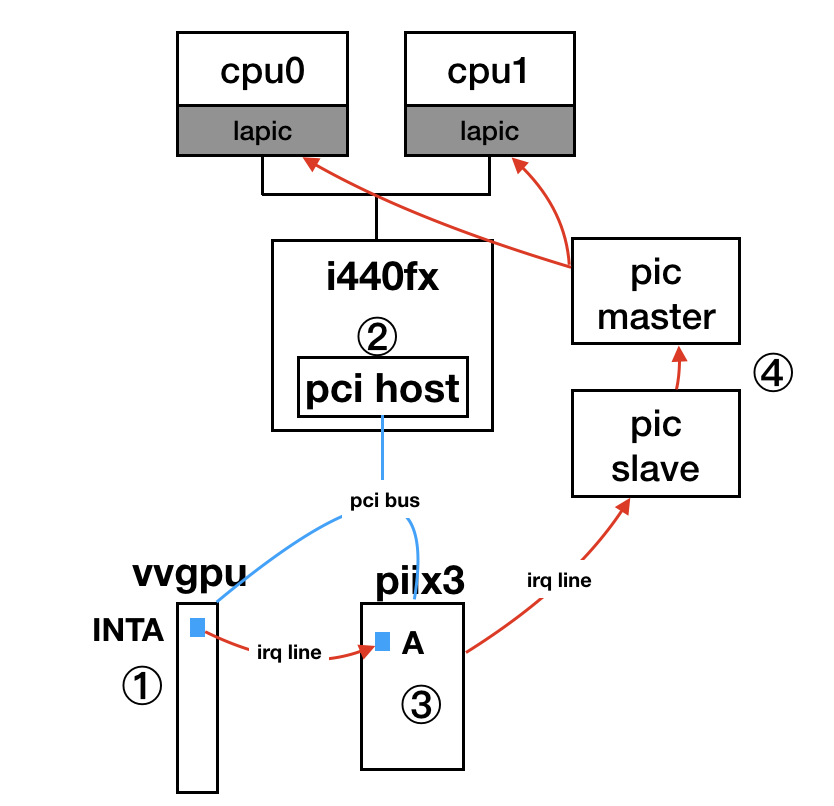 cpu0
cpu1
lapic
lapic
i440fx
②
pci host
pic
master
④
pic
slave
pci bus
vvgpu
piix3
irq line
INTA
A
irq line
①
③